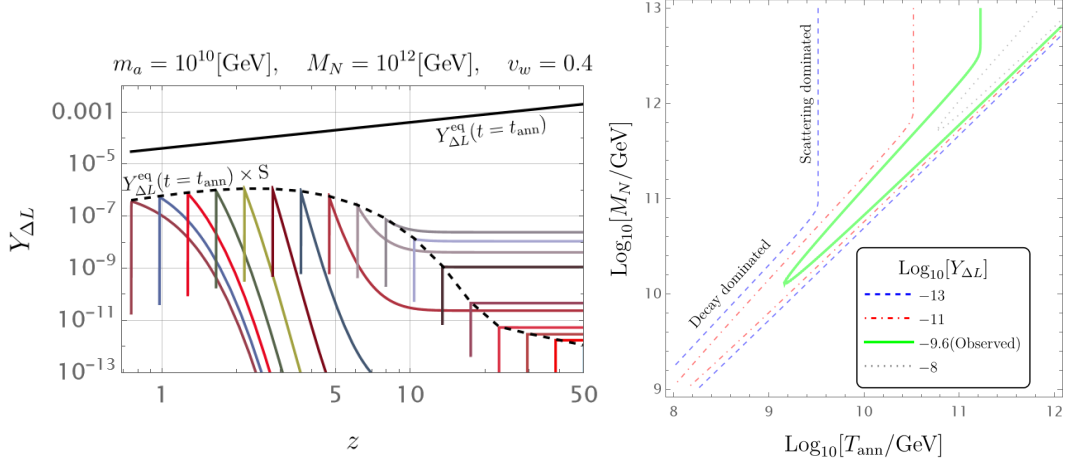 m_a = 10^{10}[GeV], M_N = 10^{12}[GeV], v_w = 0.4
0.001
10^{-5}
10^{-7}
10^{-9}
10^{-11}
10^{-13}
Y_{ΔL}
Y_{ΔL}^{eq}(t = t_{ann})
Y_{ΔL}^{eq}(t = t_{ann}) × S
1
5
10
50
z
13
12
11
10
9
Log_{10}[M_N/GeV]
Scattering dominated
Decay dominated
Log_{10}[Y_{ΔL}]
−13
−11
−9.6(Observed)
−8
8
9
10
11
12
Log_{10}[T_{ann}/GeV]